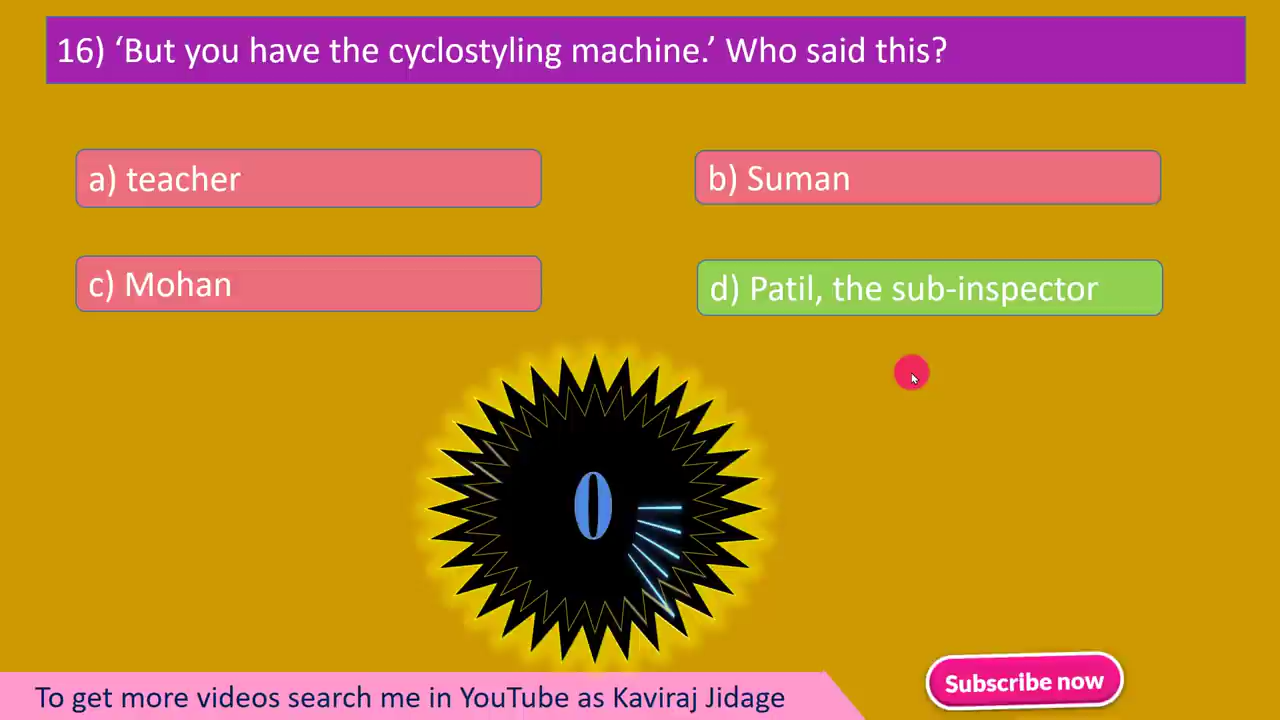 16) ‘But you have the cyclostyling machine.’ Who said this?
a) teacher
b) Suman
c) Mohan
d) Patil, the sub-inspector
0
To get more videos search me in YouTube as Kaviraj Jidage
Subscribe now